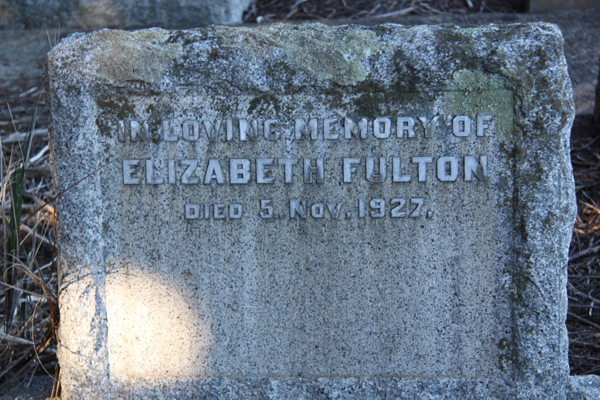 IN LOVING MEMORY OF
ELIZABETH FULTON
DIED 5. NOV. 1927.